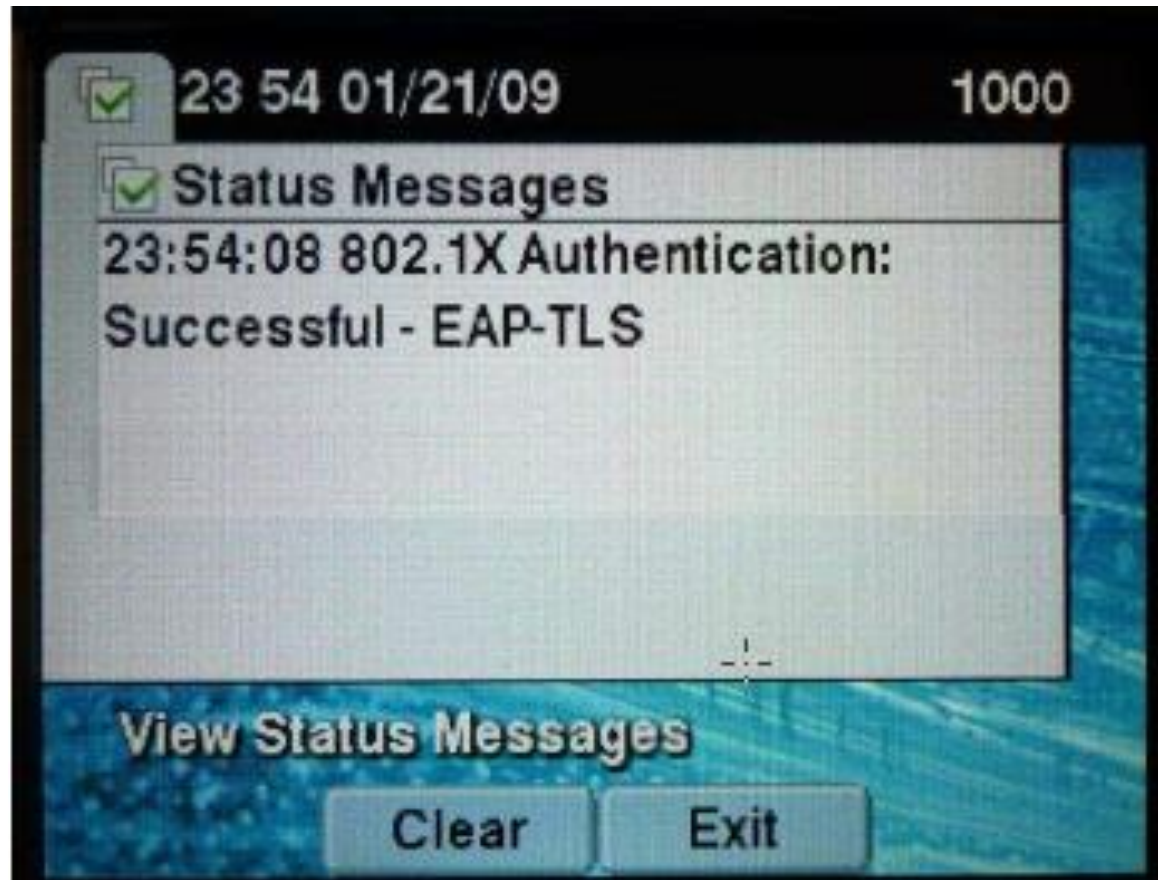 23 54 01/21/09 1000
Status Messages
23:54:08 802.1X Authentication:
Successful - EAP-TLS
View Status Messages
Clear Exit